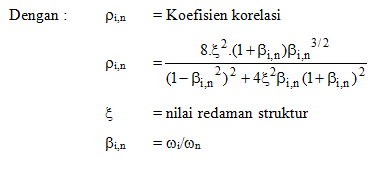 Dengan : ρi,n = Koefisien korelasi
ρi,n = 8.ξ².(1+βi,n)βi,n^3/2 / (1−βi,n²)² + 4ξ²βi,n(1+βi,n)²
ξ = nilai redaman struktur
βi,n = ωi/ωn